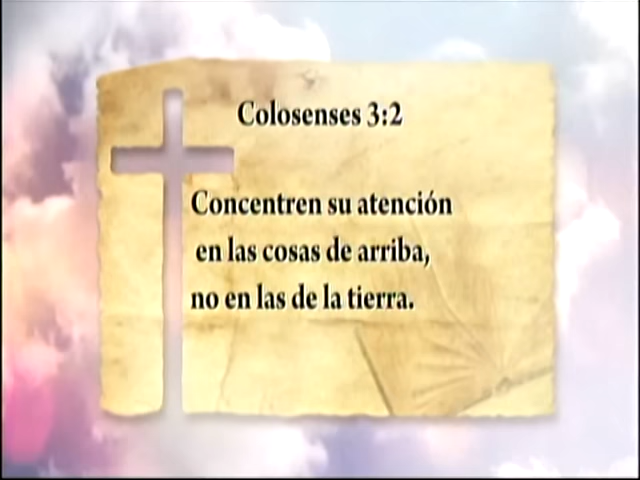 Colosenses 3:2
Concentren su atención
en las cosas de arriba,
no en las de la tierra.